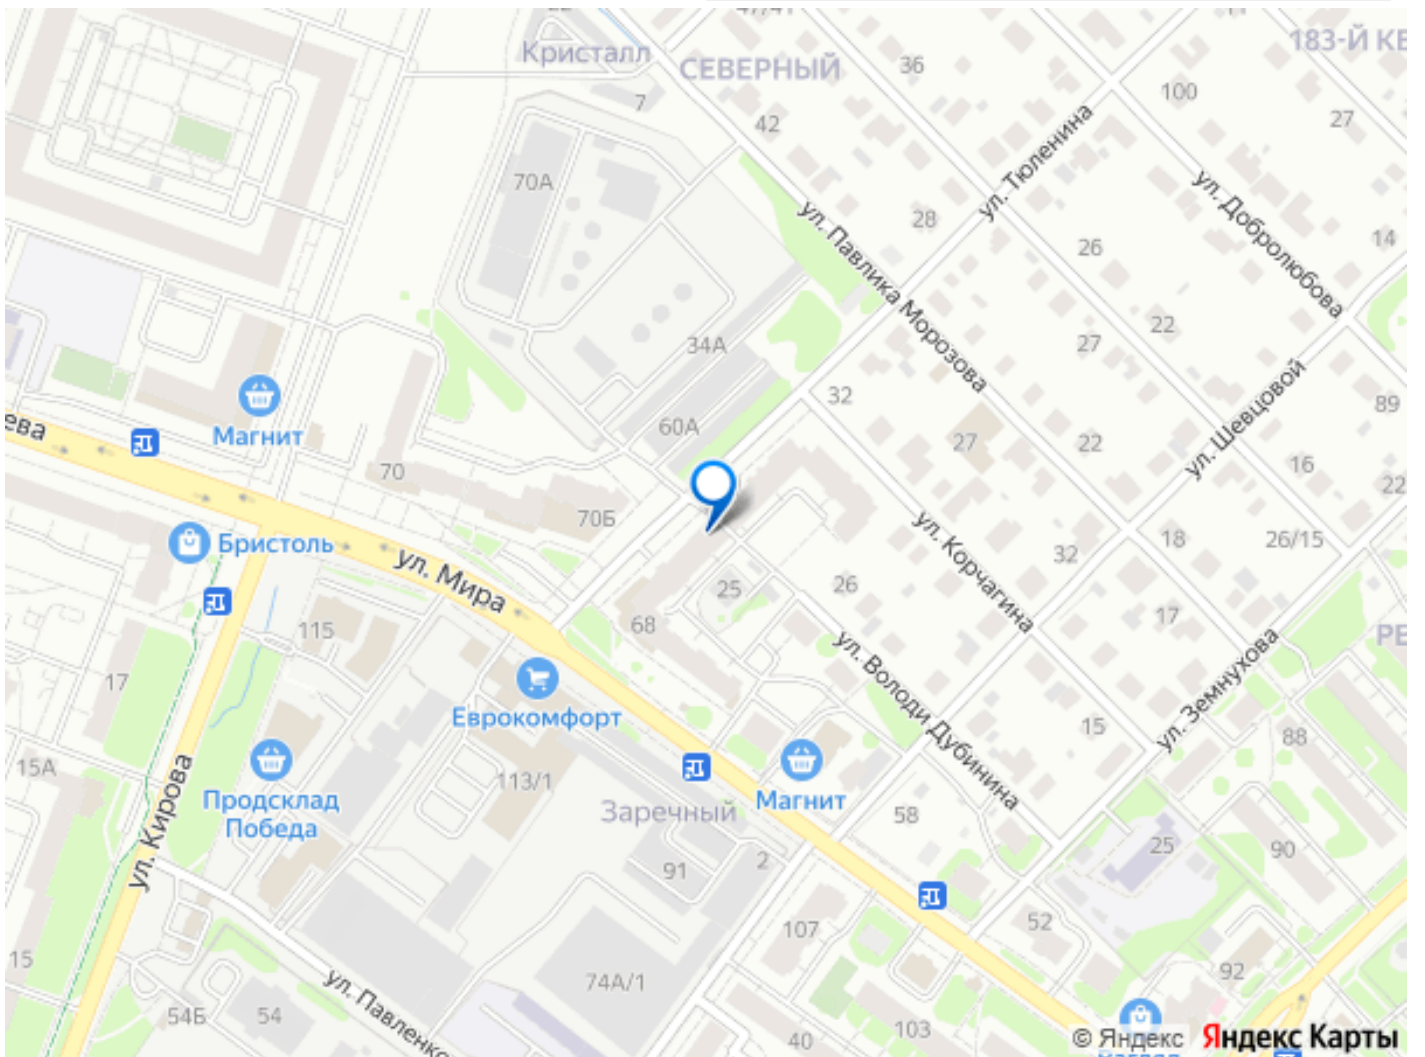 Кристалл
СЕВЕРНЫЙ
36
183-Й КЕ
7
42
100
27
70А
ул. Тюленина
ул. Добролюбова
28
26
14
ул. Павлика Морозова
22
27
34А
32
89
ева
Магнит
60А
27
22
ул. Шевцовой
16
22
70
70Б
Бристоль
ул. Мира
ул. Корчагина
18
26/15
32
25
26
68
17
115
ул. Володи Дубинина
ул. Земнухова
РЕ
17
Еврокомфорт
15
88
15А
ул. Кирова
Продсклад
Победа
113/1
Магнит
Заречный
58
2
25
90
91
52
107
15
92
74А/1
ул. Павленко
54Б
54
40
103
© Яндекс
Яндекс Карты